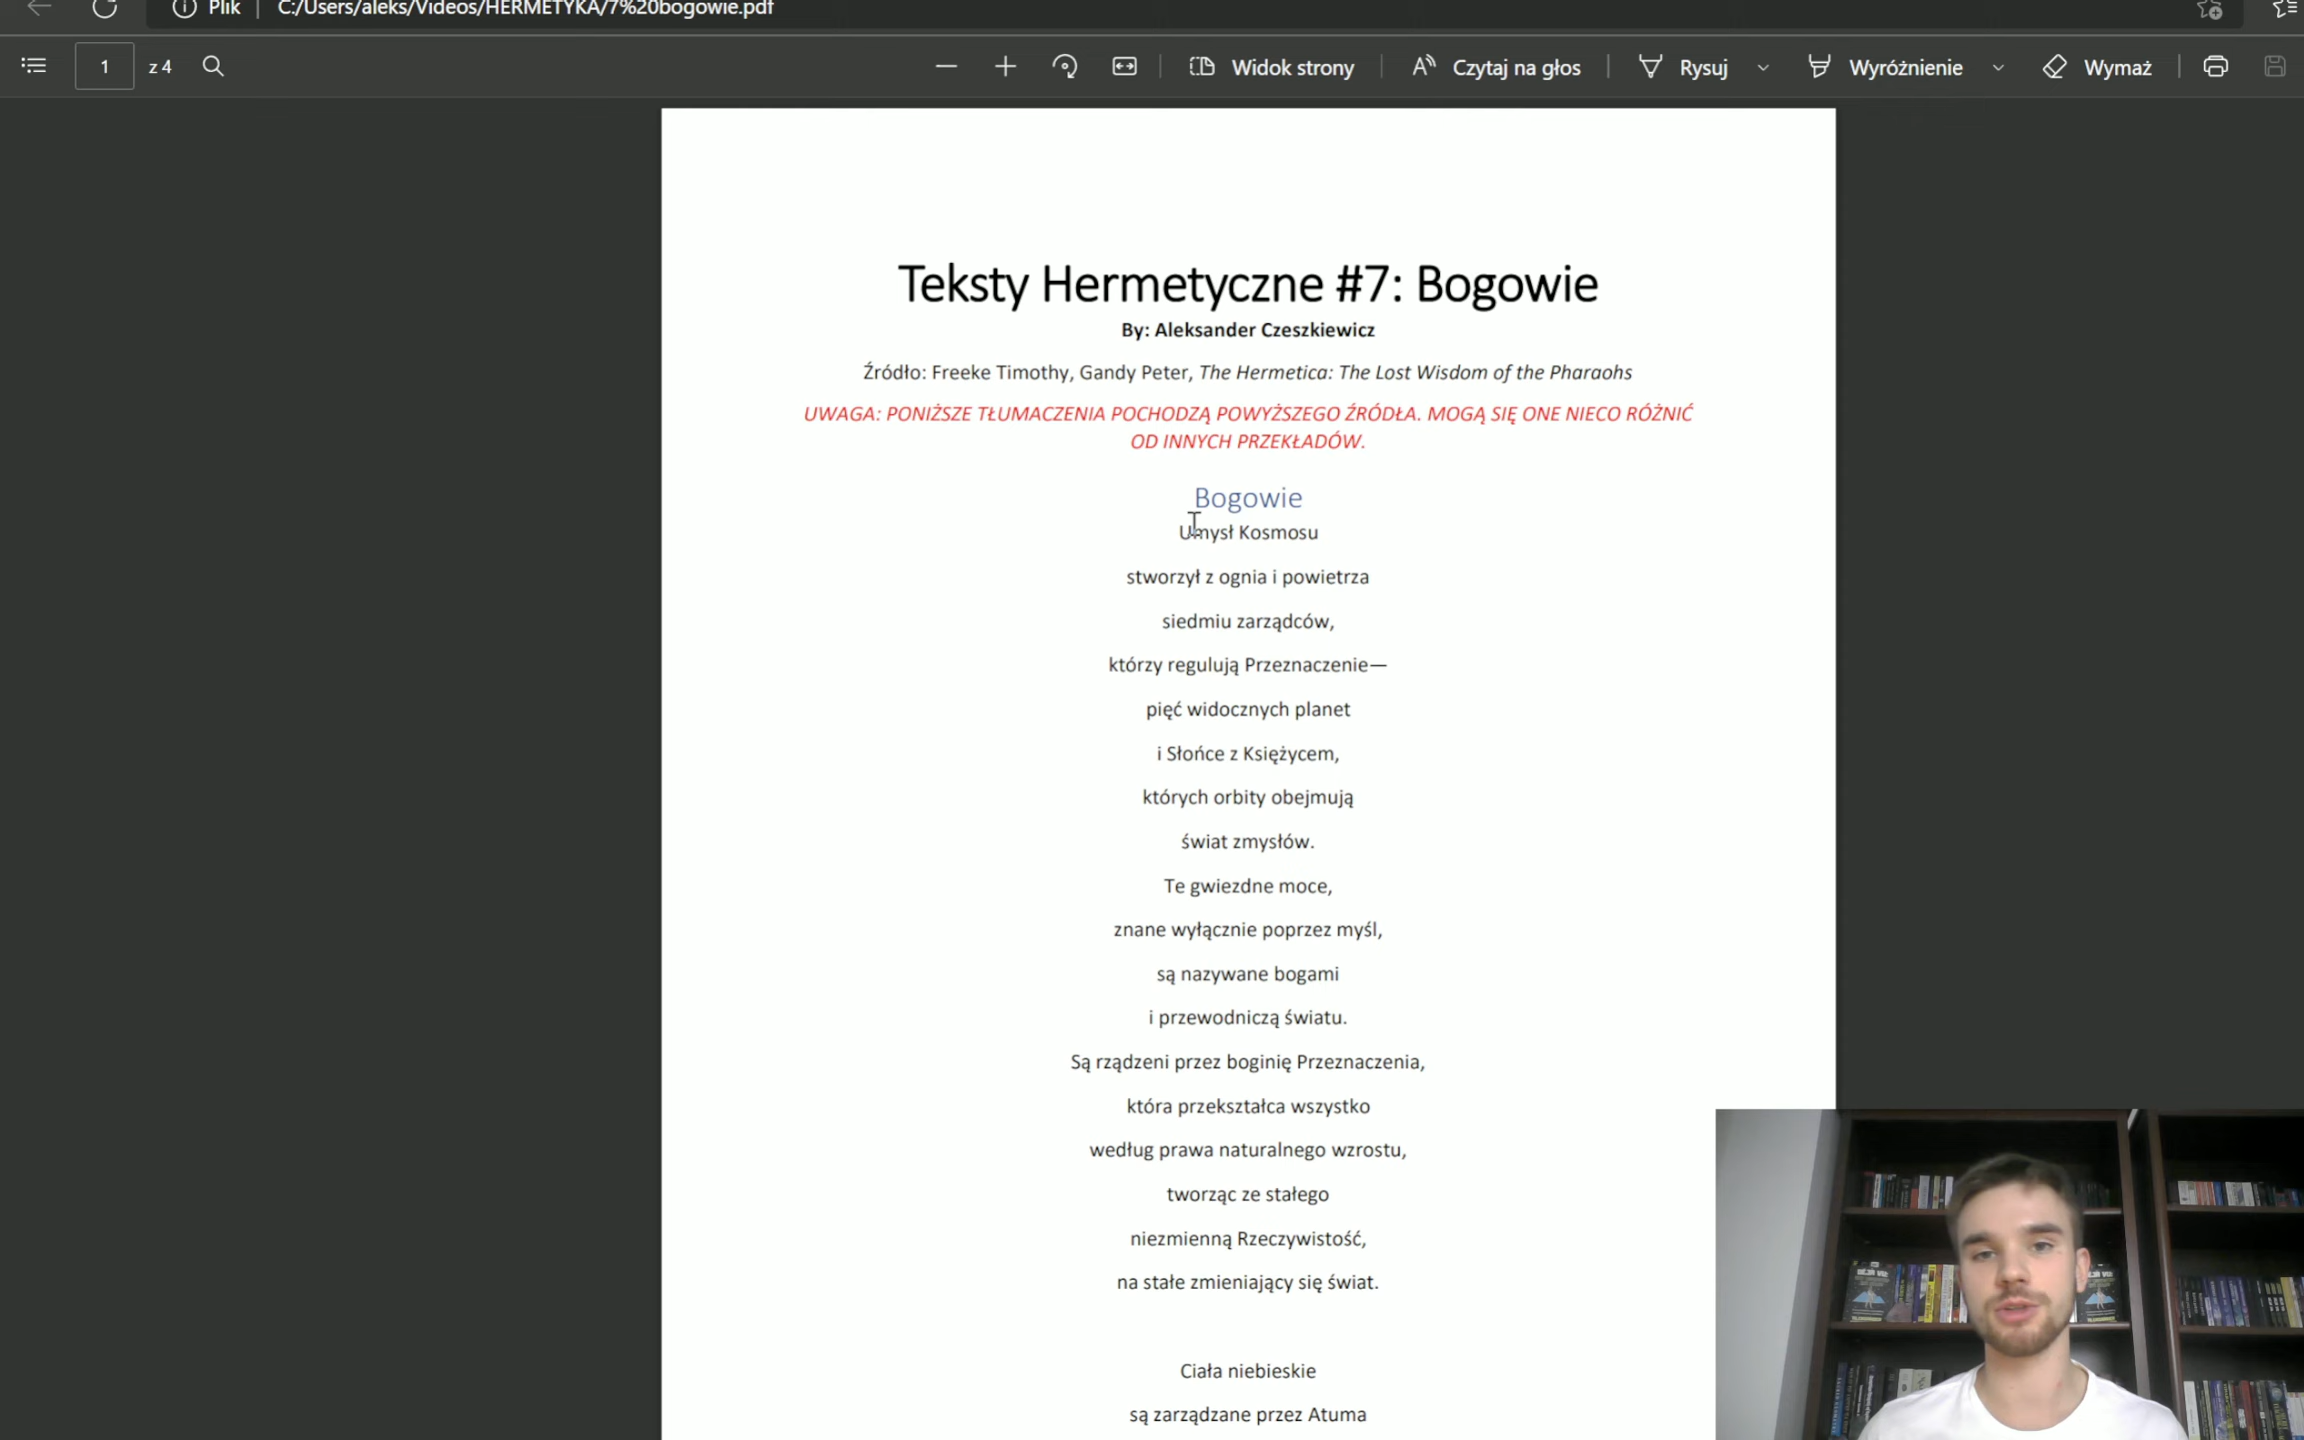 Plik
C:/Users/aleks/Videos/HERMETYKA/7%20bogowie.pdf
1 z 4
Widok strony
Czytaj na głos
Rysuj
Wyróżnienie
Wymaż
Teksty Hermetyczne #7: Bogowie
By: Aleksander Czeszkiewicz
Źródło: Freeke Timothy, Gandy Peter, The Hermetica: The Lost Wisdom of the Pharaohs
UWAGA: PONIŻSZE TŁUMACZENIA POCHODZĄ POWYŻSZEGO ŹRÓDŁA. MOGĄ SIĘ ONE NIECO RÓŻNIĆ
OD INNYCH PRZEKŁADÓW.
Bogowie
Umysł Kosmosu
stworzył z ognia i powietrza
siedmiu zarządców,
którzy regulują Przeznaczenie—
pięć widocznych planet
i Słońce z Księżycem,
których orbity obejmują
świat zmysłów.
Te gwiezdne moce,
znane wyłącznie poprzez myśl,
są nazywane bogami
i przewodniczą światu.
Są rządzeni przez boginię Przeznaczenia,
która przekształca wszystko
według prawa naturalnego wzrostu,
tworząc ze stałego
niezmienną Rzeczywistość,
na stałe zmieniający się świat.
Ciała niebieskie
są zarządzane przez Atuma